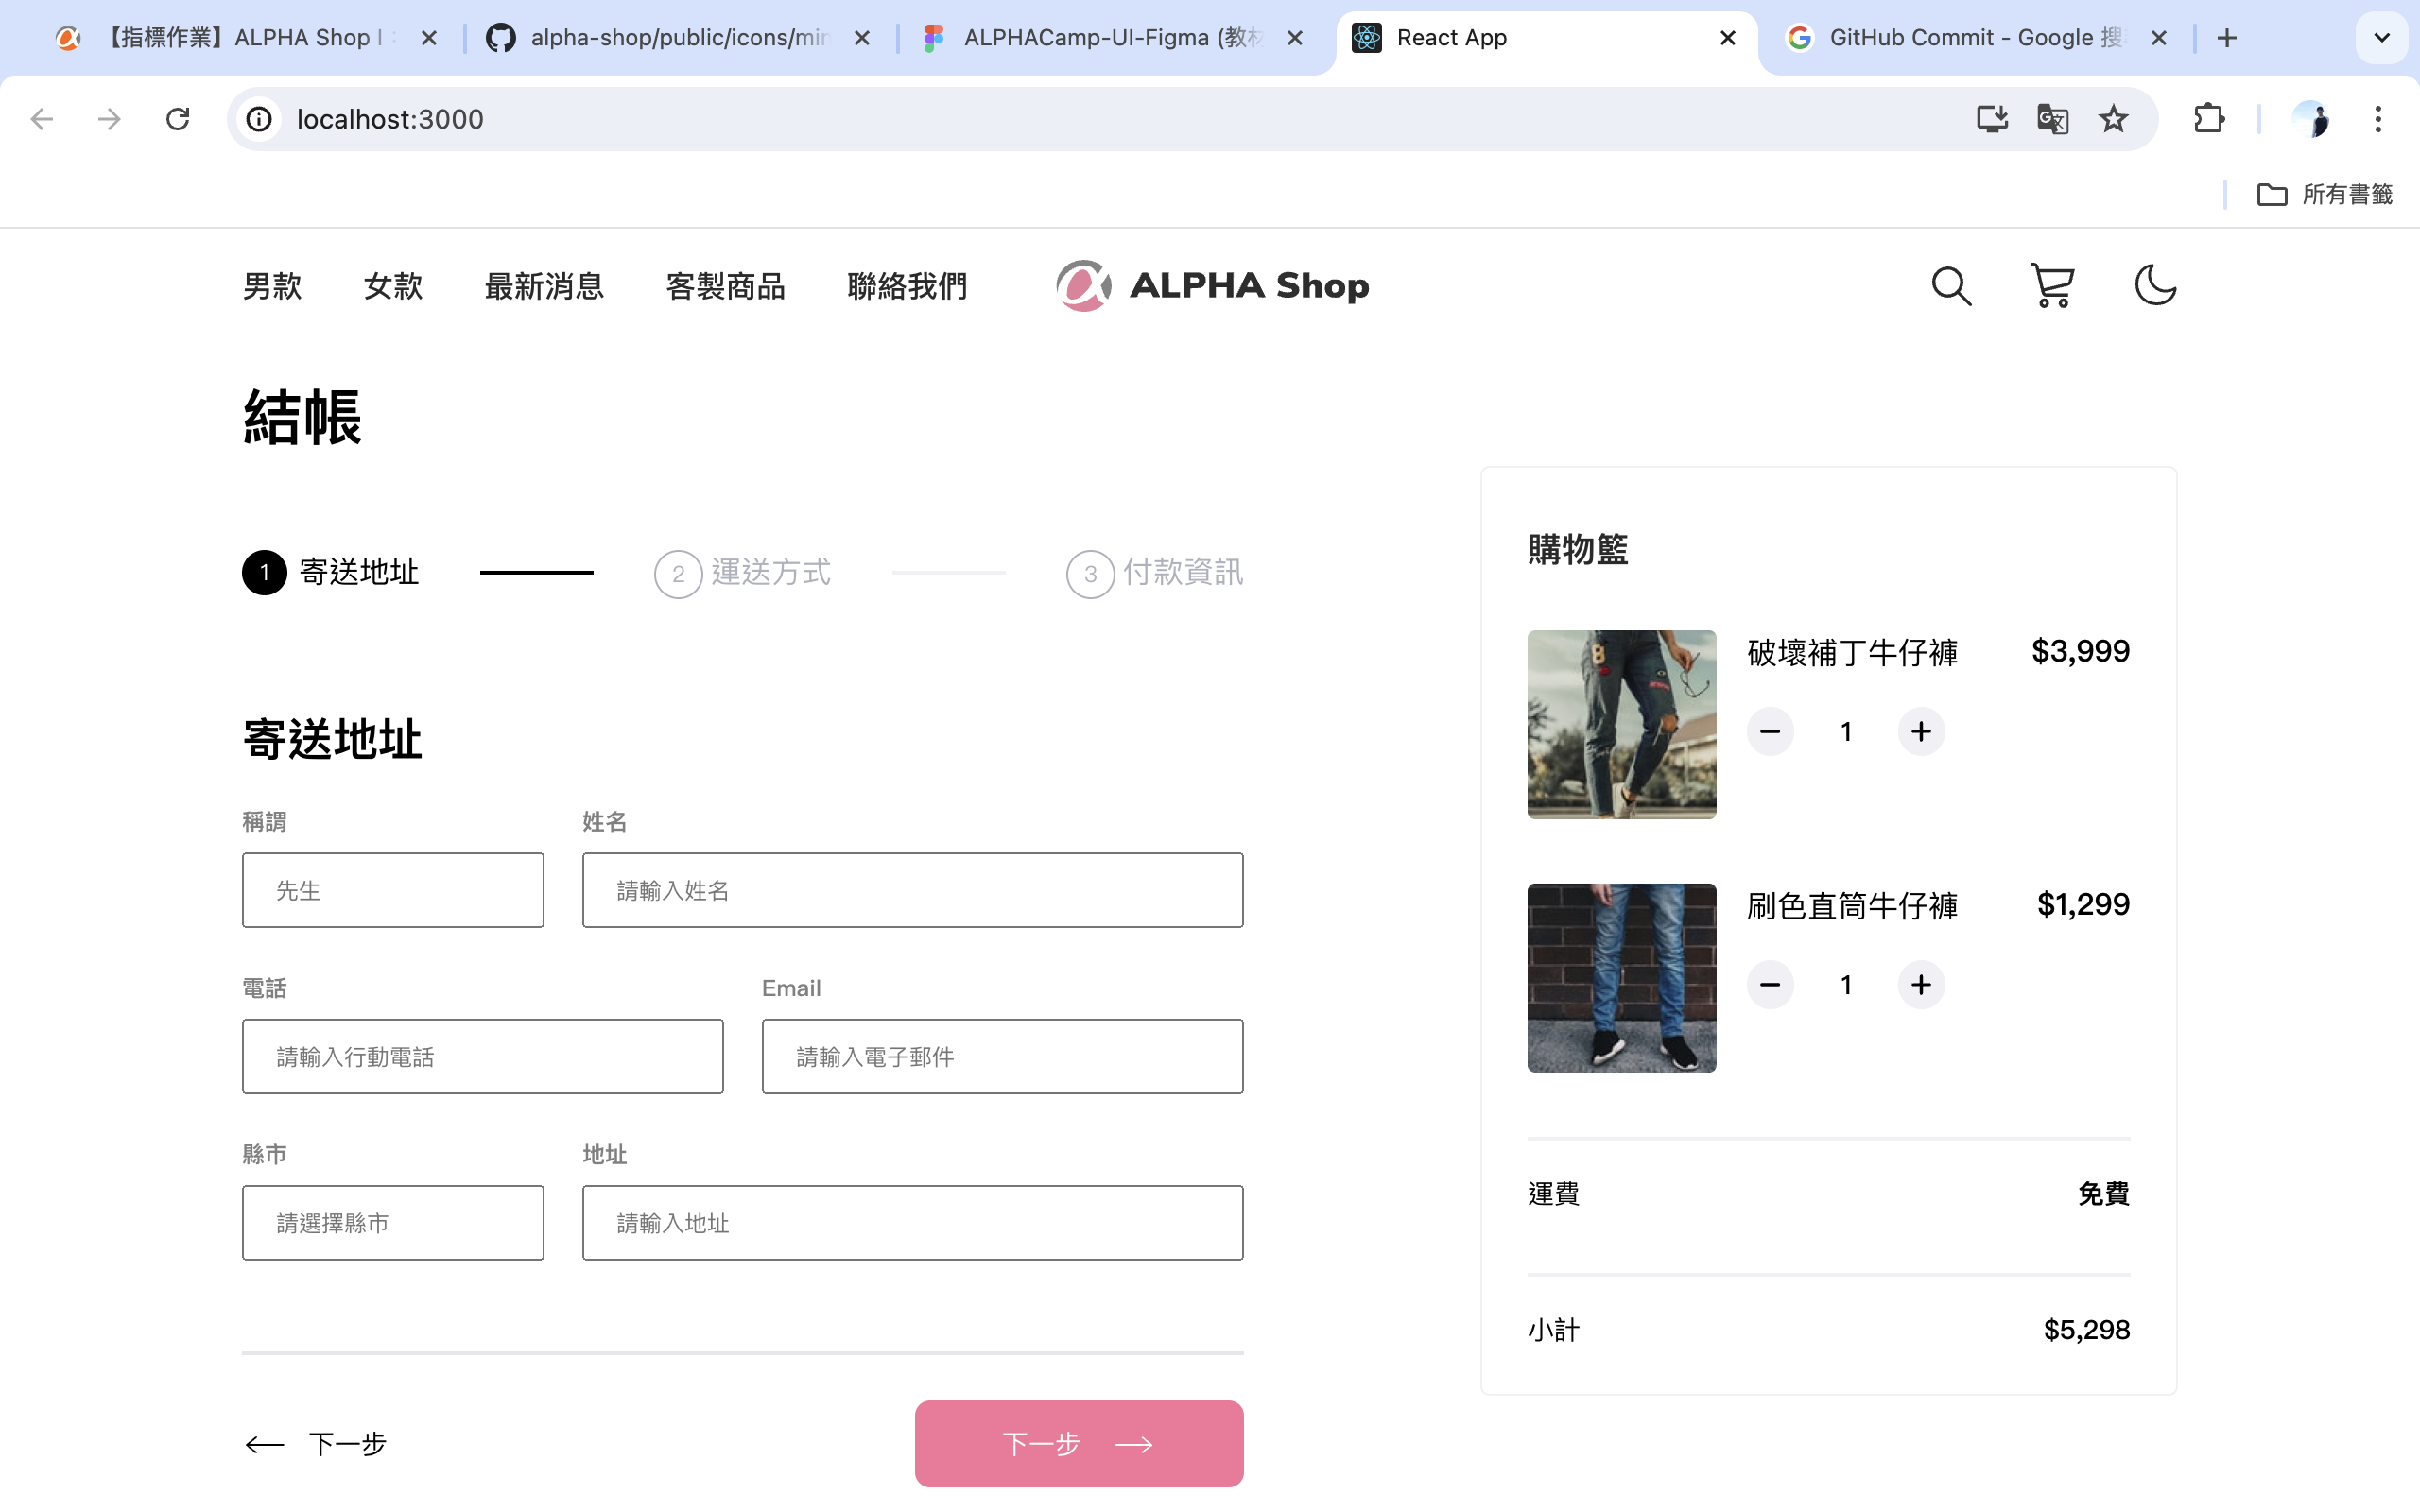 【指標作業】ALPHA Shop |
alpha-shop/public/icons/min
ALPHACamp-UI-Figma (教材
React App
GitHub Commit - Google 搜
localhost:3000
所有書籤
男款
女款
最新消息
客製商品
聯絡我們
ALPHA Shop
結帳
1 寄送地址
2 運送方式
3 付款資訊
寄送地址
稱謂
姓名
先生
請輸入姓名
電話
Email
請輸入行動電話
請輸入電子郵件
縣市
地址
請選擇縣市
請輸入地址
下一步
下一步
購物籃
破壞補丁牛仔褲
$3,999
1
刷色直筒牛仔褲
$1,299
1
運費
免費
小計
$5,298